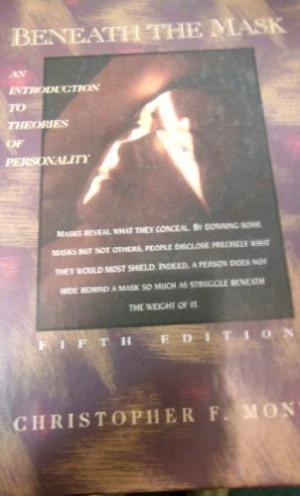 BENEATH THE MASK
AN
INTRODUCTION
TO
THEORIES
OF
PERSONALITY
MASKS REVEAL WHAT THEY CONCEAL. BY DONNING SOME
MASKS BUT NOT OTHERS, PEOPLE DISCLOSE PRECISELY WHAT
THEY WOULD MOST SHIELD. INDEED, A PERSON DOES NOT
HIDE BEHIND A MASK SO MUCH AS STRUGGLE BENEATH
THE WEIGHT OF IT.
FIFTH EDITION
CHRISTOPHER F. MON